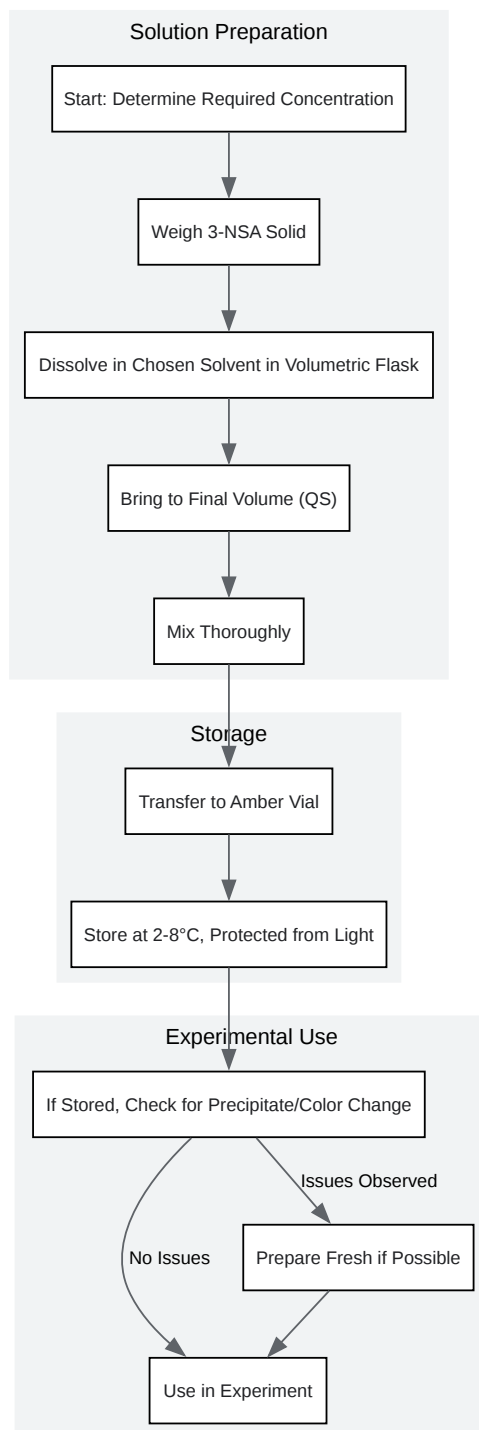 Solution Preparation
Start: Determine Required Concentration
Weigh 3-NSA Solid
Dissolve in Chosen Solvent in Volumetric Flask
Bring to Final Volume (QS)
Mix Thoroughly
Storage
Transfer to Amber Vial
Store at 2-8°C, Protected from Light
Experimental Use
If Stored, Check for Precipitate/Color Change
Issues Observed
No Issues
Prepare Fresh if Possible
Use in Experiment